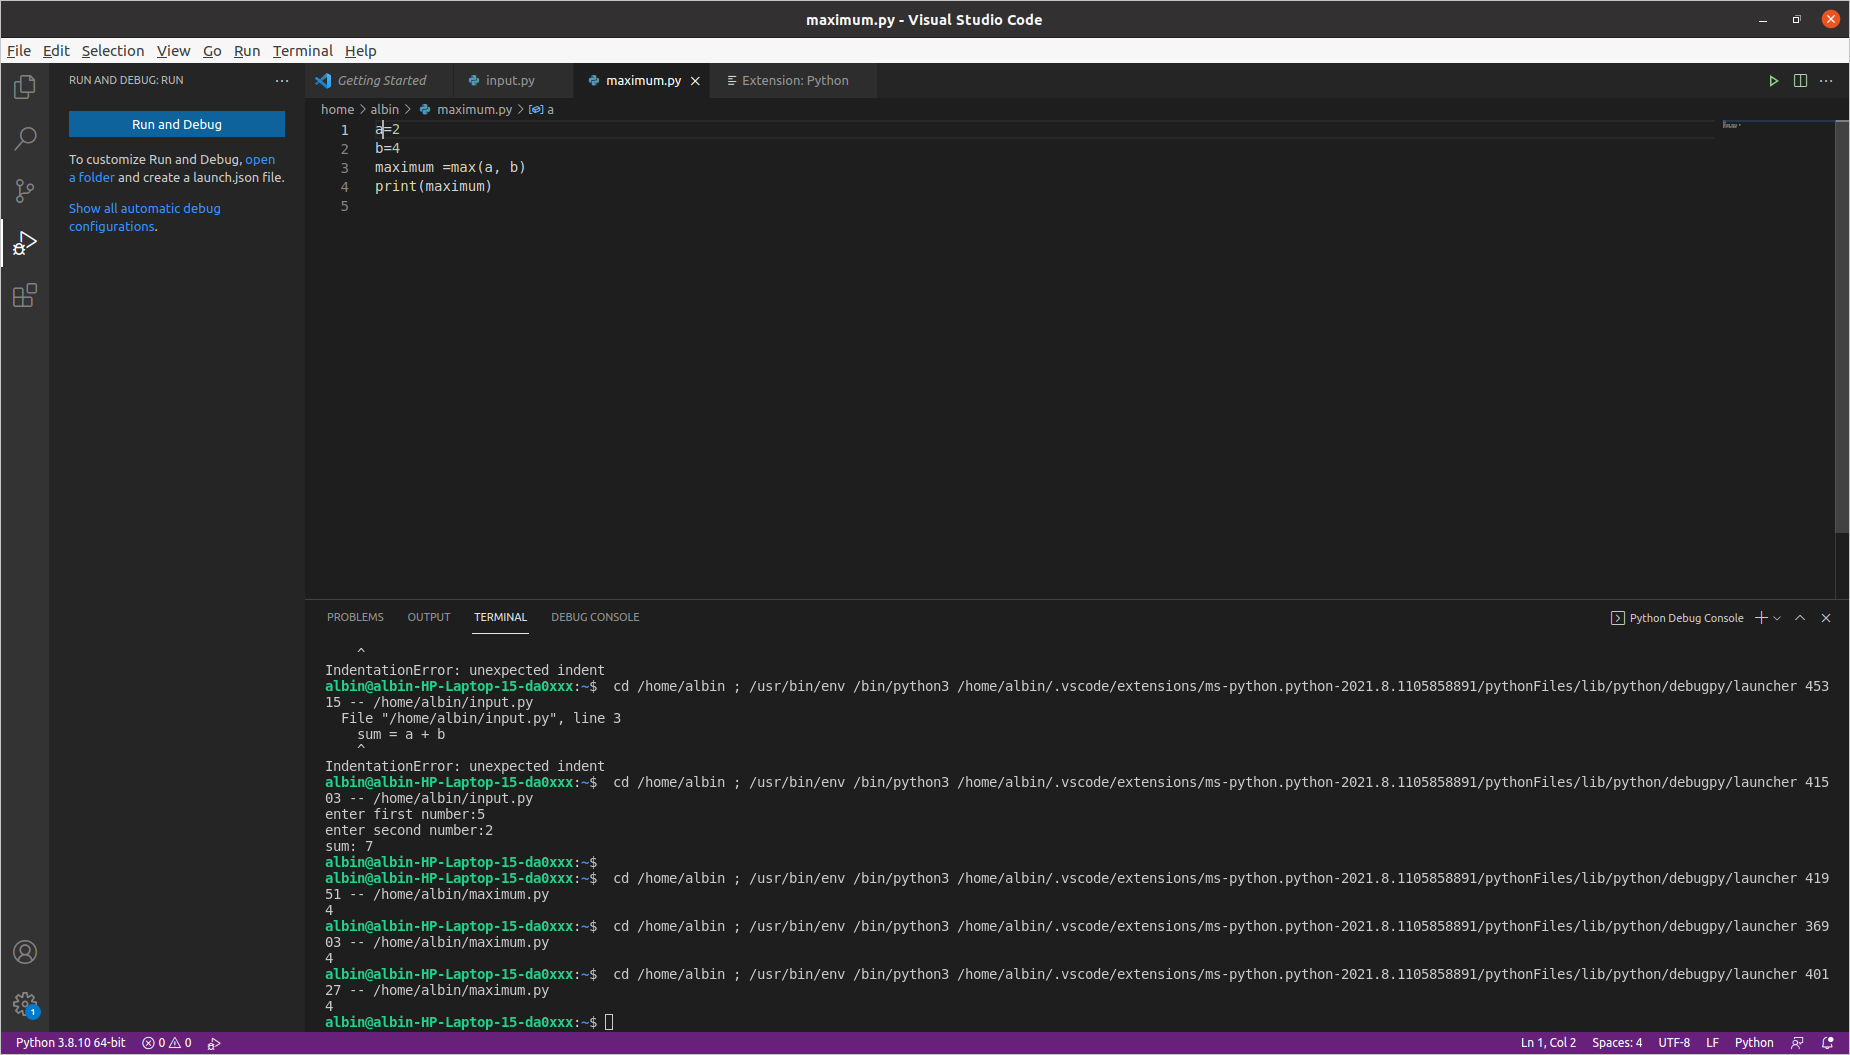 maximum.py - Visual Studio Code
File Edit Selection View Go Run Terminal Help
RUN AND DEBUG: RUN
Getting Started input.py maximum.py Extension: Python
Run and Debug
To customize Run and Debug, open
a folder and create a launch.json file.
Show all automatic debug
configurations.
home > albin > maximum.py > a
1 a=2
2 b=4
3 maximum =max(a, b)
4 print(maximum)
5
PROBLEMS OUTPUT TERMINAL DEBUG CONSOLE Python Debug Console
^
IndentationError: unexpected indent
albin@albin-HP-Laptop-15-da0xxx:~$  cd /home/albin ; /usr/bin/env /bin/python3 /home/albin/.vscode/extensions/ms-python.python-2021.8.1105858891/pythonFiles/lib/python/debugpy/launcher 453
15 -- /home/albin/input.py
  File "/home/albin/input.py", line 3
    sum = a + b
    ^
IndentationError: unexpected indent
albin@albin-HP-Laptop-15-da0xxx:~$  cd /home/albin ; /usr/bin/env /bin/python3 /home/albin/.vscode/extensions/ms-python.python-2021.8.1105858891/pythonFiles/lib/python/debugpy/launcher 415
03 -- /home/albin/input.py
enter first number:5
enter second number:2
sum: 7
albin@albin-HP-Laptop-15-da0xxx:~$
albin@albin-HP-Laptop-15-da0xxx:~$  cd /home/albin ; /usr/bin/env /bin/python3 /home/albin/.vscode/extensions/ms-python.python-2021.8.1105858891/pythonFiles/lib/python/debugpy/launcher 419
51 -- /home/albin/maximum.py
4
albin@albin-HP-Laptop-15-da0xxx:~$  cd /home/albin ; /usr/bin/env /bin/python3 /home/albin/.vscode/extensions/ms-python.python-2021.8.1105858891/pythonFiles/lib/python/debugpy/launcher 369
03 -- /home/albin/maximum.py
4
albin@albin-HP-Laptop-15-da0xxx:~$  cd /home/albin ; /usr/bin/env /bin/python3 /home/albin/.vscode/extensions/ms-python.python-2021.8.1105858891/pythonFiles/lib/python/debugpy/launcher 401
27 -- /home/albin/maximum.py
4
albin@albin-HP-Laptop-15-da0xxx:~$
1
Python 3.8.10 64-bit 0 0 Ln 1, Col 2 Spaces: 4 UTF-8 LF Python